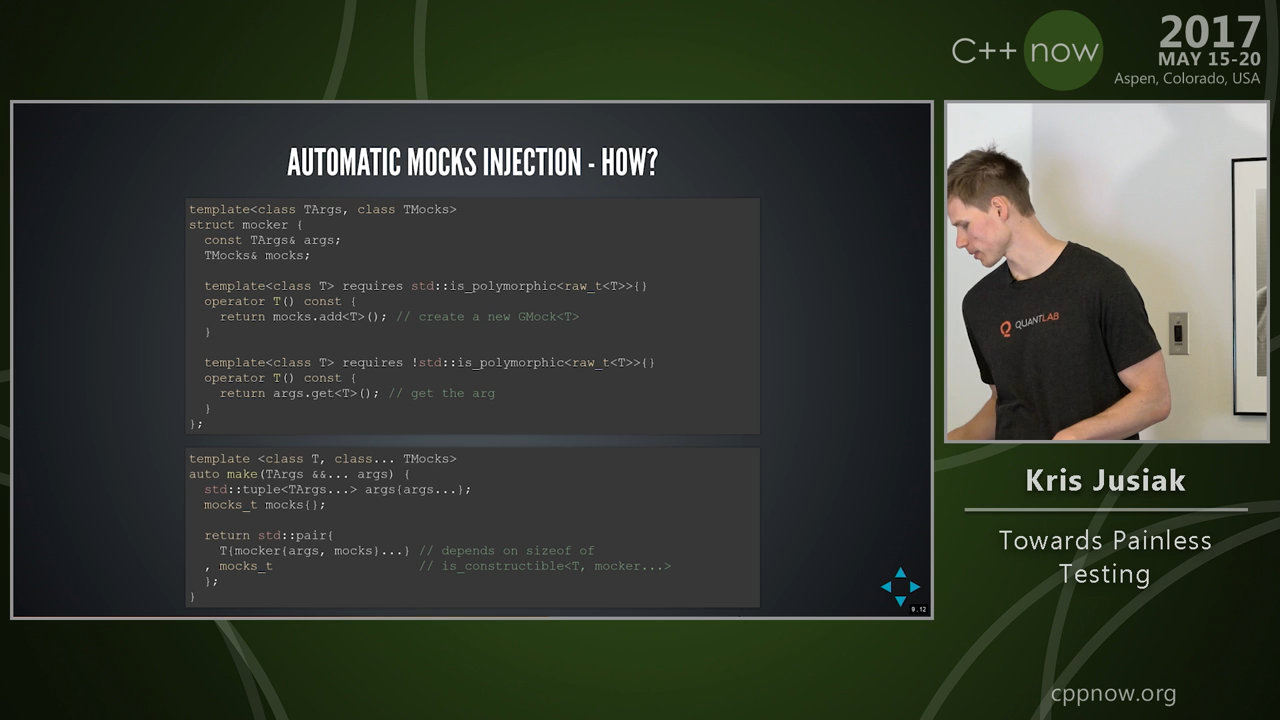 C++ now
2017
MAY 15-20
Aspen, Colorado, USA
AUTOMATIC MOCKS INJECTION - HOW?
template<class TArgs, class TMocks>
struct mocker {
  const TArgs& args;
  TMocks& mocks;
  template<class T> requires std::is_polymorphic<raw_t<T>>{}
  operator T() const {
    return mocks.add<T>(); // create a new GMock<T>
  }
  template<class T> requires !std::is_polymorphic<raw_t<T>>{}
  operator T() const {
    return args.get<T>(); // get the arg
  }
};
template <class T, class... TMocks>
auto make(TArgs &&... args) {
  std::tuple<TArgs...> args{args...};
  mocks_t mocks{};
  return std::pair{
    T{mocker{args, mocks}...} // depends on sizeof of
  , mocks_t                   // is_constructible<T, mocker...>
  };
}
9.12
QUANTLAB
Kris Jusiak
Towards Painless
Testing
cppnow.org